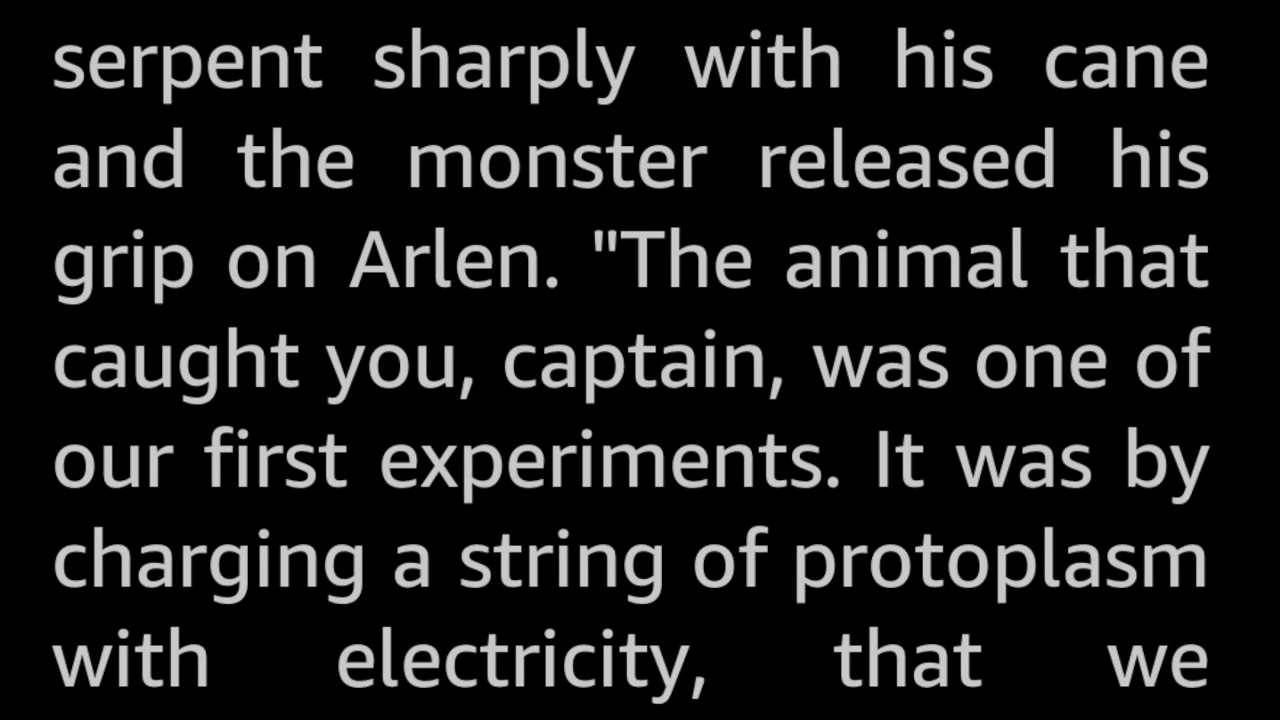 serpent sharply with his cane
and the monster released his
grip on Arlen. "The animal that
caught you, captain, was one of
our first experiments. It was by
charging a string of protoplasm
with electricity, that we